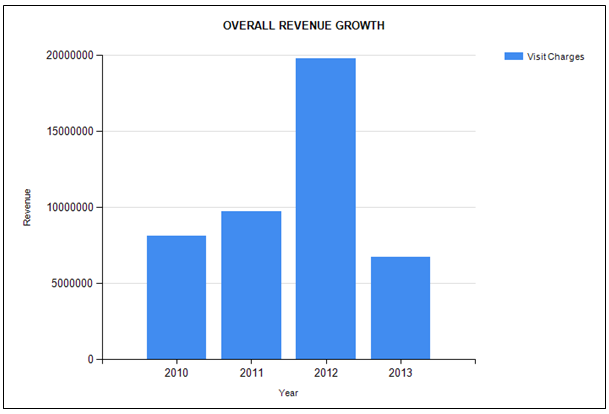 OVERALL REVENUE GROWTH
Visit Charges
20000000
15000000
10000000
5000000
0
Revenue
2010 2011 2012 2013
Year